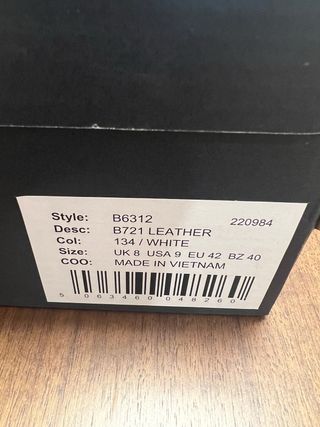 Style: B6312 220984
Desc: B721 LEATHER
Col: 134 / WHITE
Size: UK 8 USA 9 EU 42 BZ 40
COO: MADE IN VIETNAM
5 063460 048260